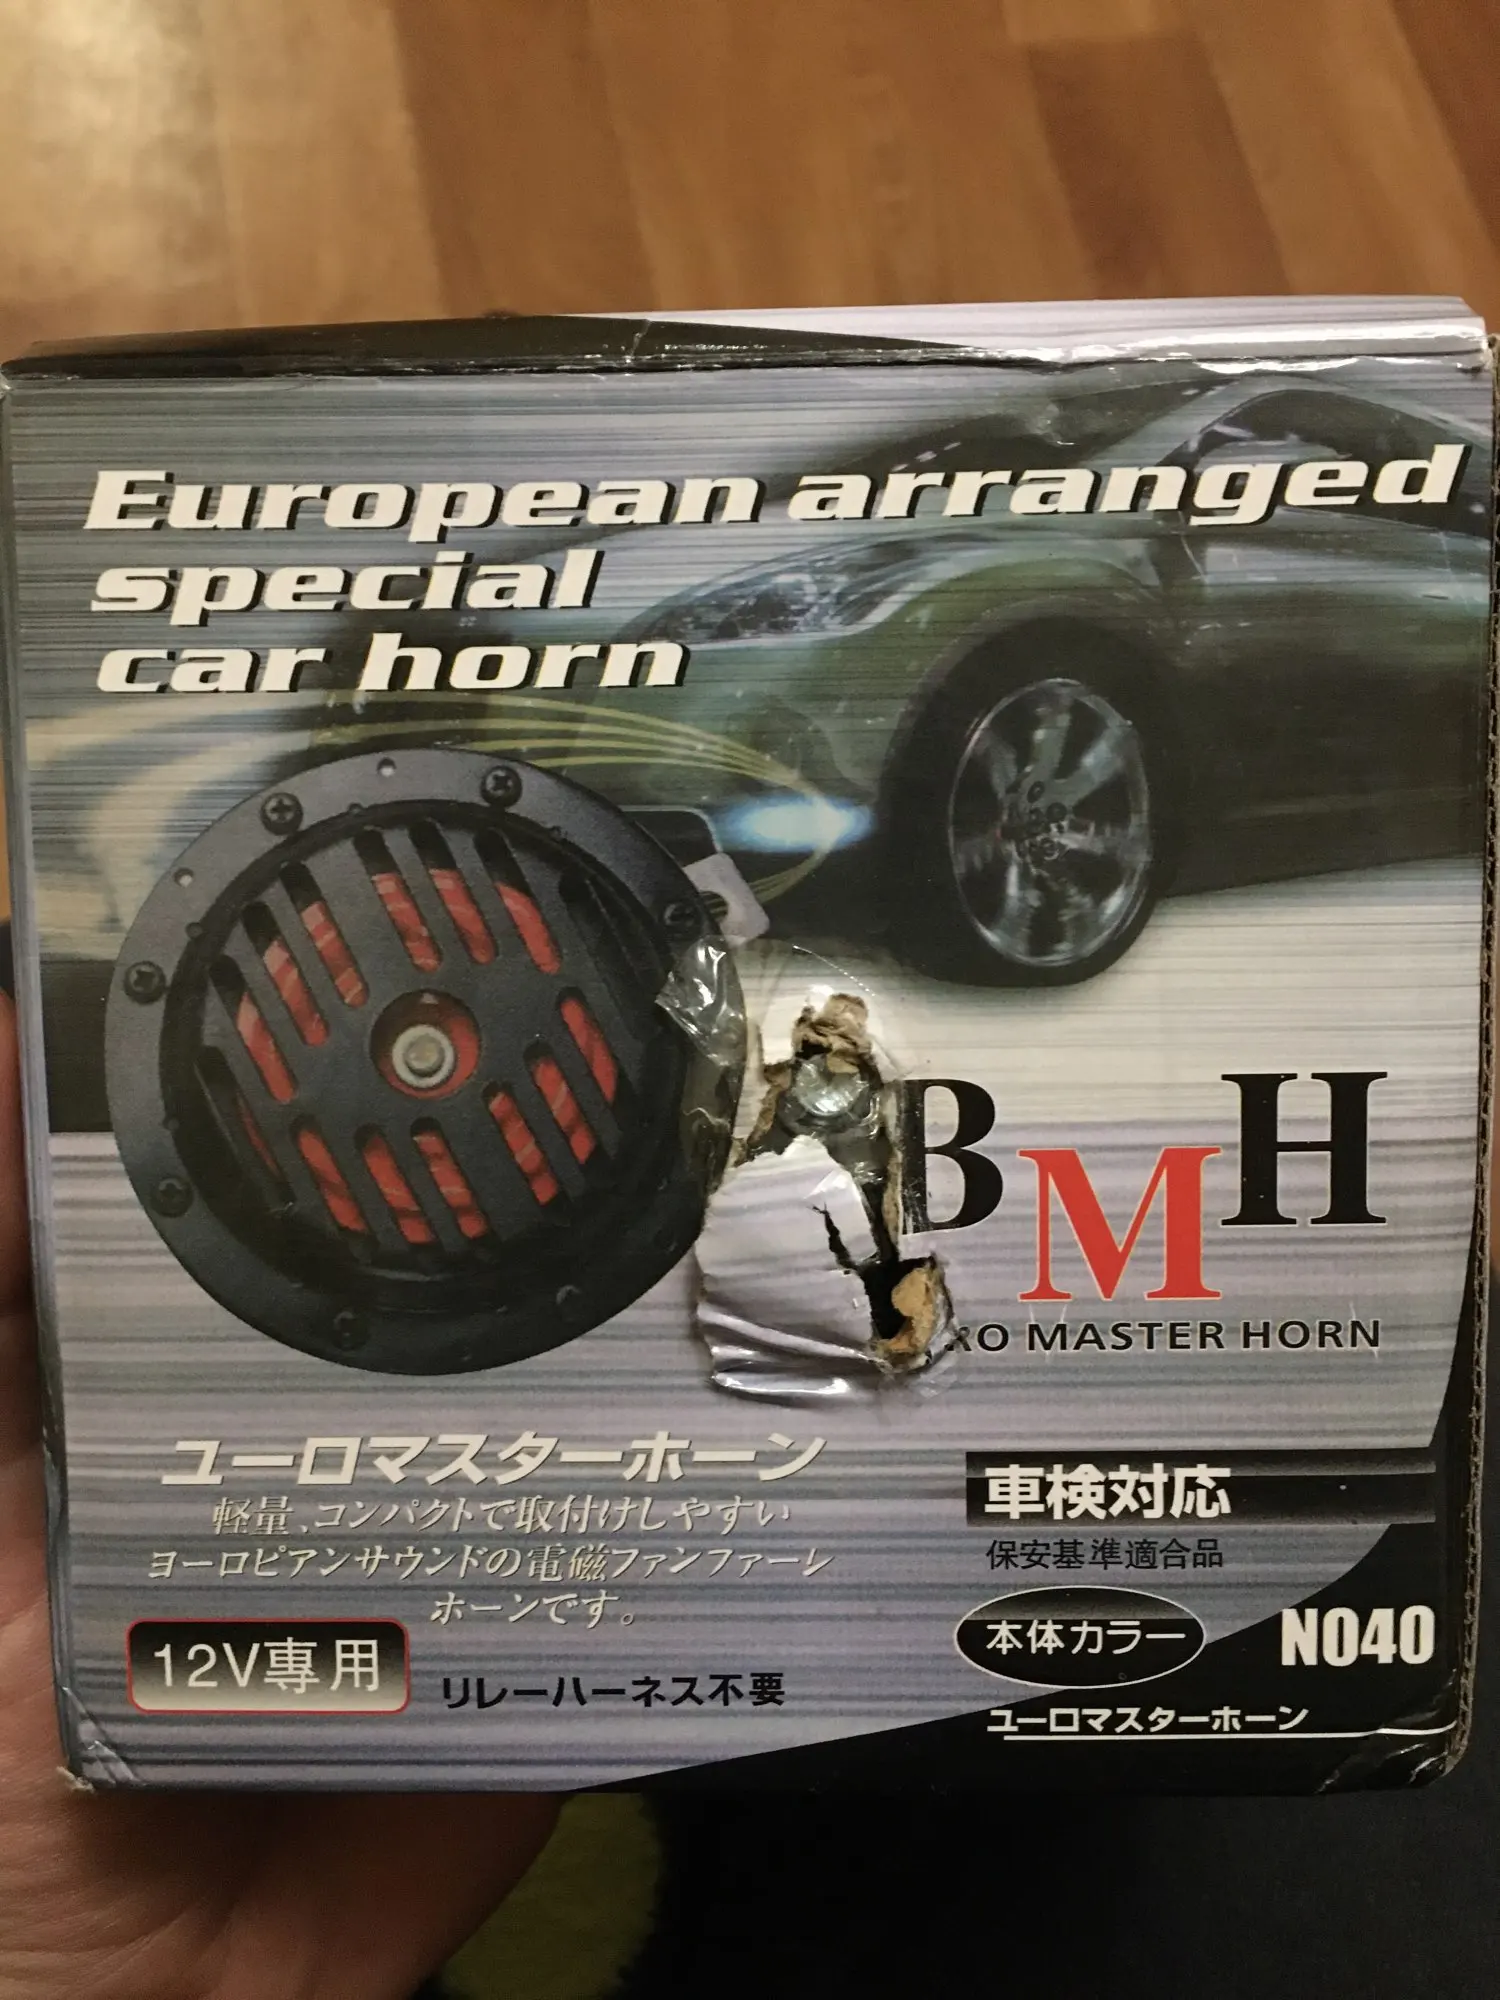 European arranged
special
car horn
BMH
RO MASTER HORN
ユーロマスターホーン
軽量、コンパクトで取付けしやすい
ヨーロピアンサウンドの電磁ファンファーレ
ホーンです。
12V専用
リレーハーネス不要
車検対応
保安基準適合品
本体カラー
NO40
ユーロマスターホーン